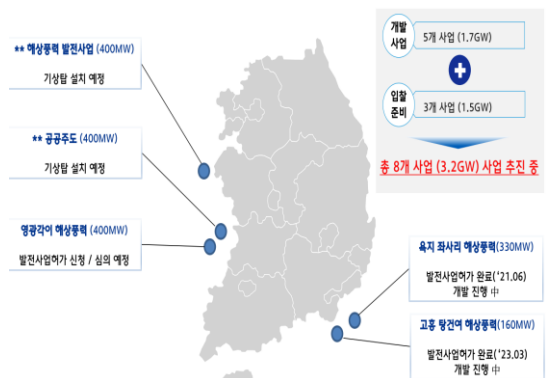 ** 해상풍력 발전사업 (400MW)
기상탑 설치 예정
** 공공주도 (400MW)
기상탑 설치 예정
영광각이 해상풍력 (400MW)
발전사업허가 신청 / 심의 예정
개발
사업
5개 사업 (1.7GW)
입찰
준비
3개 사업 (1.5GW)
총 8개 사업 (3.2GW) 사업 추진 중
욕지 좌사리 해상풍력(330MW)
발전사업허가 완료('21.06)
개발 진행 中
고흥 탕건여 해상풍력(160MW)
발전사업허가 완료('23.03)
개발 진행 中